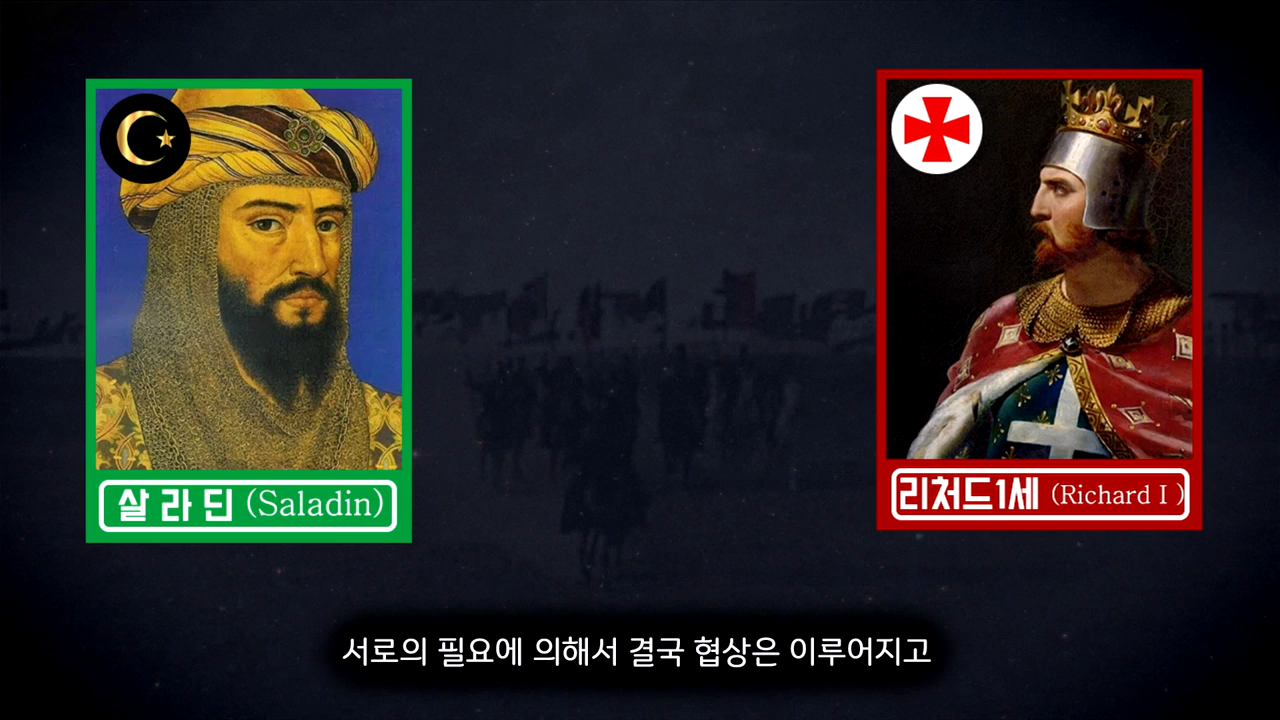 살라딘 (Saladin)
리처드1세 (Richard I)
서로의 필요에 의해서 결국 협상은 이루어지고